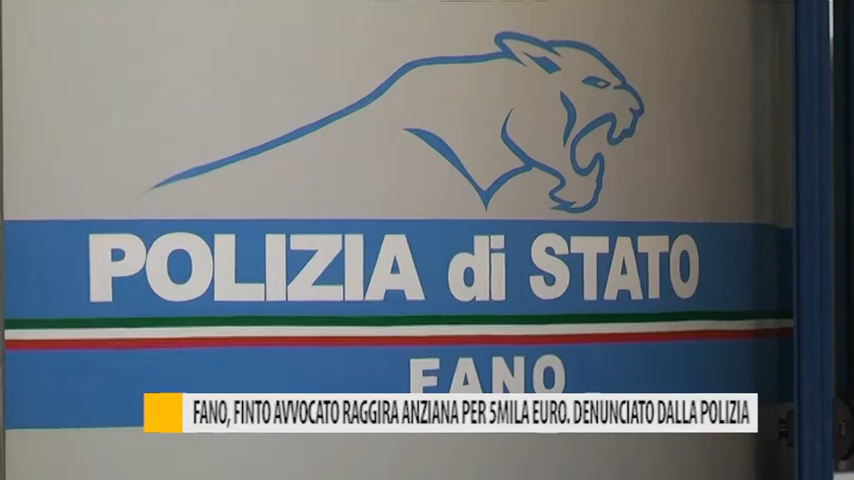 POLIZIA di STATO
FANO
FANO, FINTO AVVOCATO RAGGIRA ANZIANA PER 5MILA EURO. DENUNCIATO DALLA POLIZIA